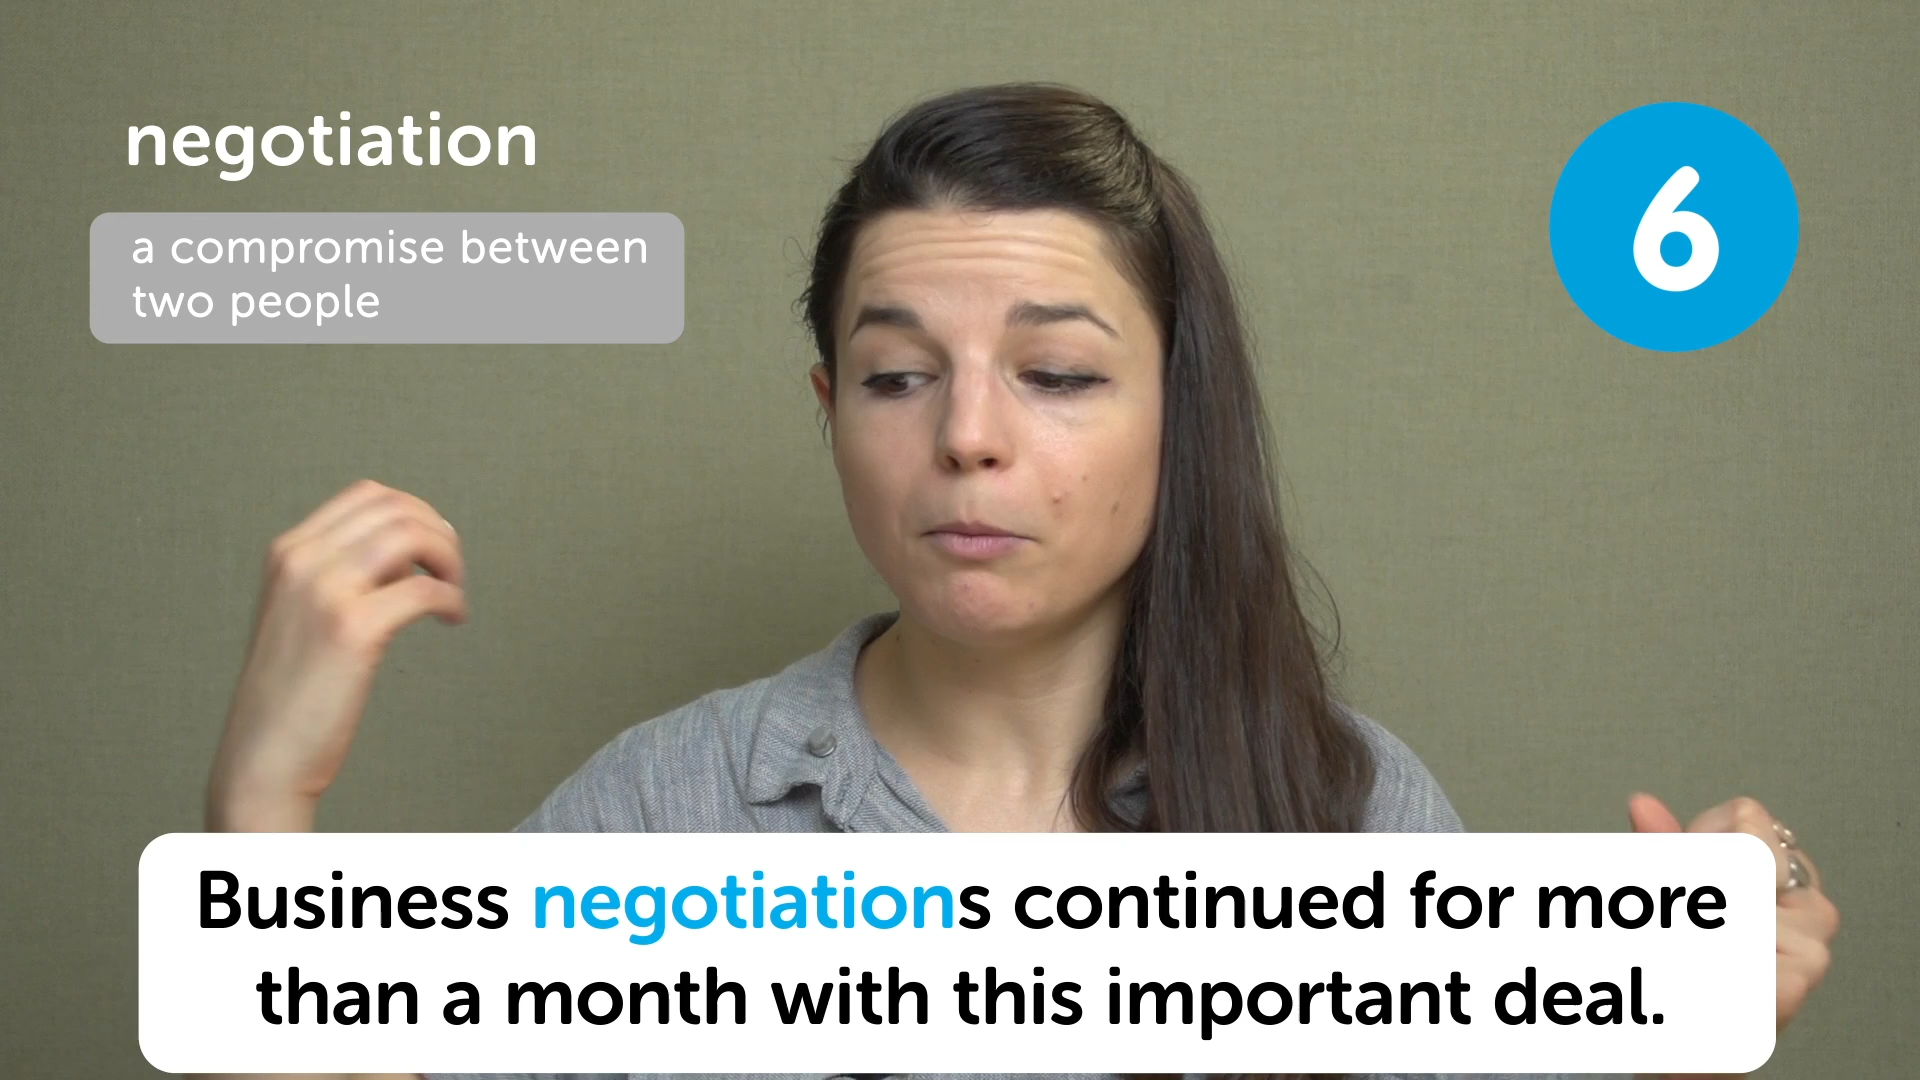 negotiation
a compromise between
two people
6
Business negotiations continued for more
than a month with this important deal.